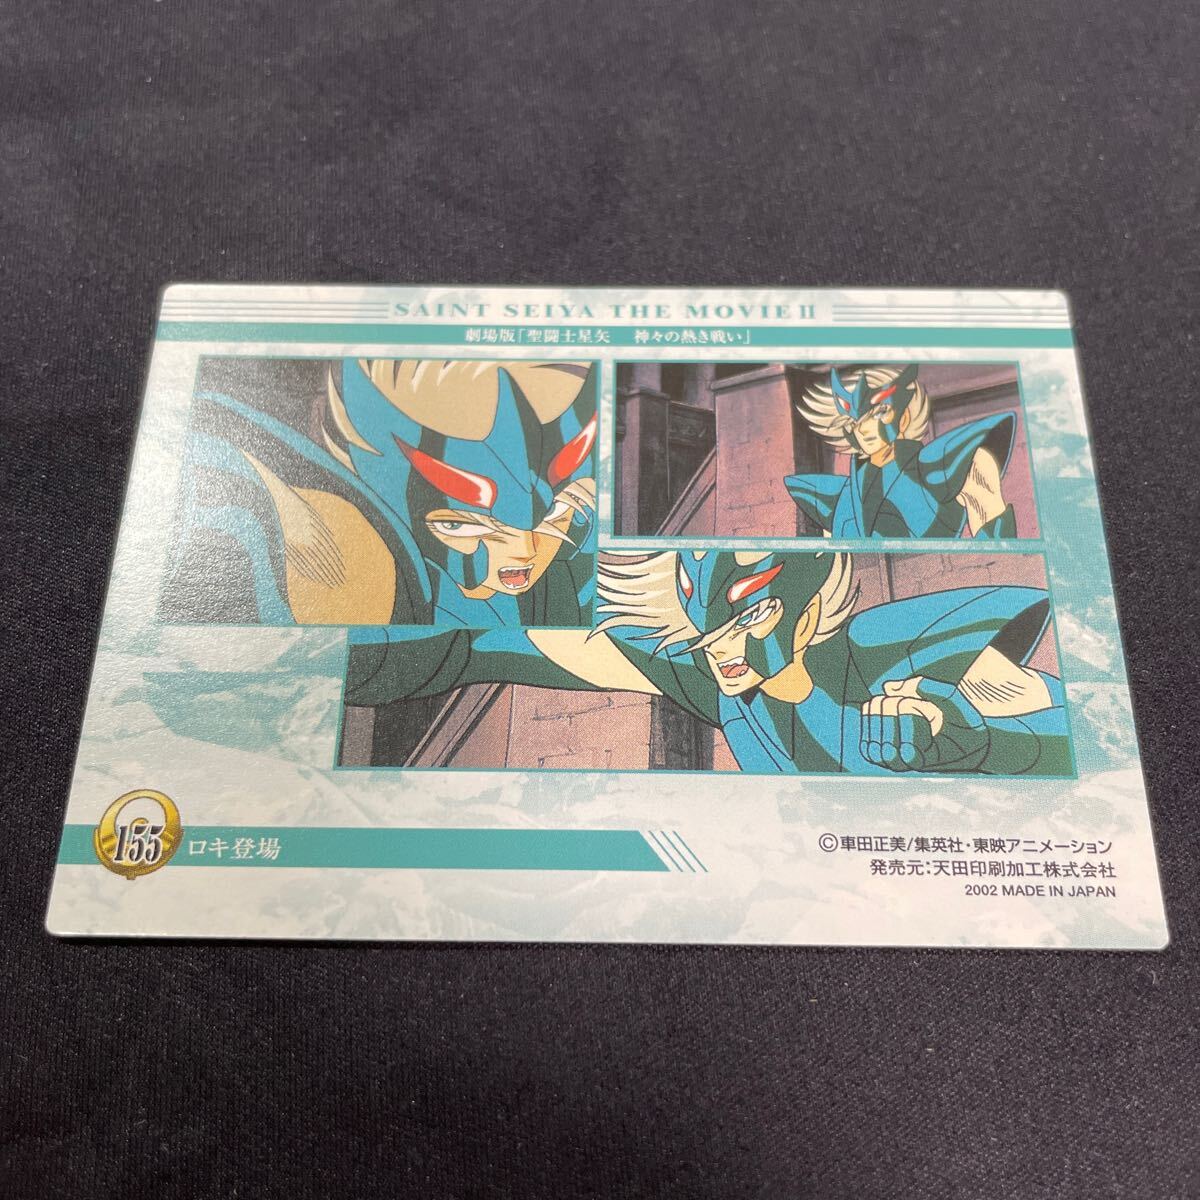 SAINT SEIYA THE MOVIE II
劇場版「聖闘士星矢 神々の熱き戦い」
155
ロキ登場
©車田正美/集英社・東映アニメーション
発売元:天田印刷加工株式会社
2002 MADE IN JAPAN